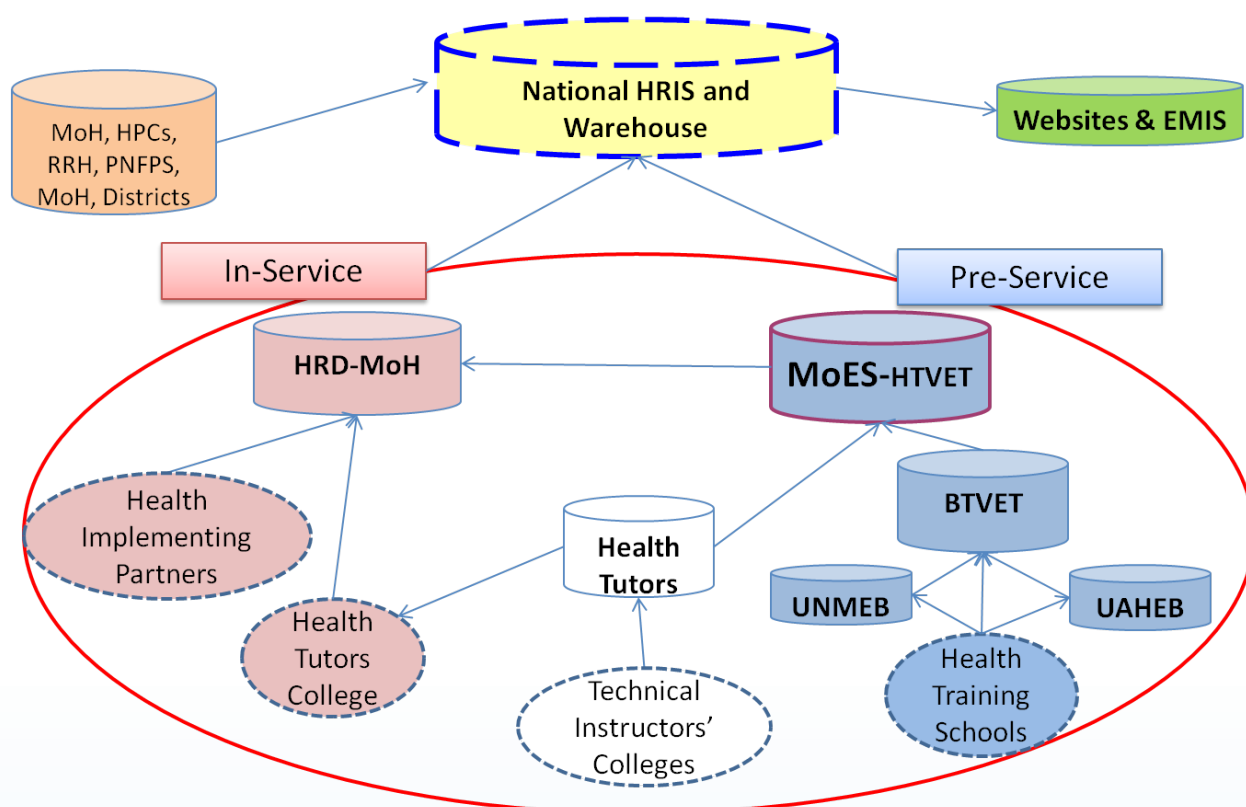 National HRIS and
Warehouse
MoH, HPCs,
RRH, PNFPS,
MoH, Districts
Websites & EMIS
In-Service
Pre-Service
HRD-MoH
MoES-HTVET
Health
Implementing
Partners
BTVET
Health
Tutors
UNMEB
UAHEB
Health
Tutors
College
Technical
Instructors’
Colleges
Health
Training
Schools